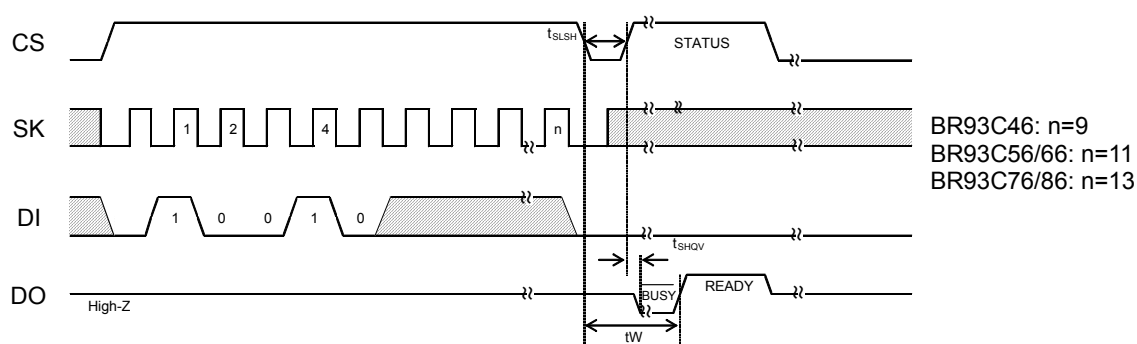 CS
tSLSH
STATUS
SK
1 2 4 n
BR93C46: n=9
BR93C56/66: n=11
BR93C76/86: n=13
DI
1 0 0 1 0
tSHQV
DO
High-Z
BUSY
READY
tW